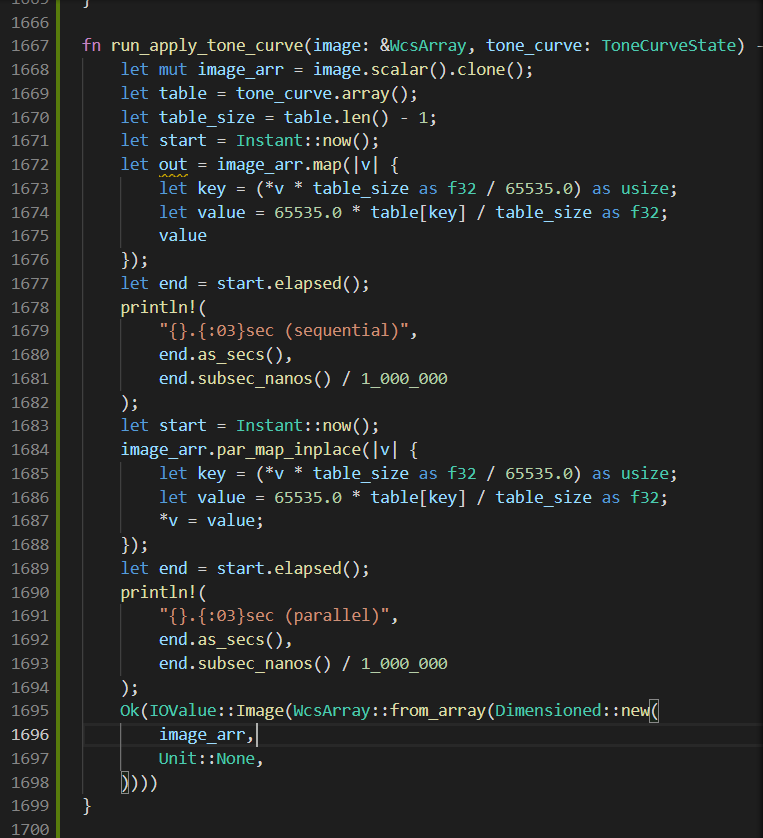 1665 }
1666
1667 fn run_apply_tone_curve(image: &WcsArray, tone_curve: ToneCurveState) -
1668 let mut image_arr = image.scalar().clone();
1669 let table = tone_curve.array();
1670 let table_size = table.len() - 1;
1671 let start = Instant::now();
1672 let out = image_arr.map(|v| {
1673 let key = (*v * table_size as f32 / 65535.0) as usize;
1674 let value = 65535.0 * table[key] / table_size as f32;
1675 value
1676 });
1677 let end = start.elapsed();
1678 println!(
1679 "{}.{:03}sec (sequential)",
1680 end.as_secs(),
1681 end.subsec_nanos() / 1_000_000
1682 );
1683 let start = Instant::now();
1684 image_arr.par_map_inplace(|v| {
1685 let key = (*v * table_size as f32 / 65535.0) as usize;
1686 let value = 65535.0 * table[key] / table_size as f32;
1687 *v = value;
1688 });
1689 let end = start.elapsed();
1690 println!(
1691 "{}.{:03}sec (parallel)",
1692 end.as_secs(),
1693 end.subsec_nanos() / 1_000_000
1694 );
1695 Ok(IOValue::Image(WcsArray::from_array(Dimensioned::new(
1696 image_arr,
1697 Unit::None,
1698 ))))
1699 }
1700